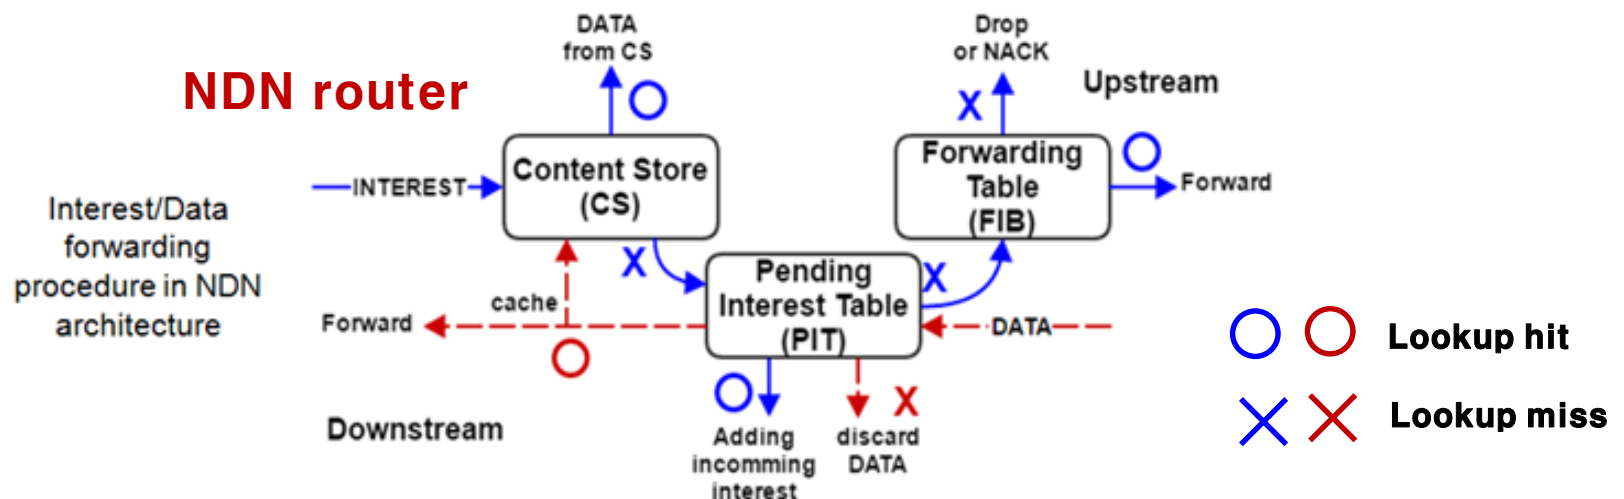 NDN router
Interest/Data
forwarding
procedure in NDN
architecture
DATA
from CS
Drop
or NACK
Upstream
INTEREST
Content Store
(CS)
X
Forwarding
Table
(FIB)
Forward
X
Pending
Interest Table
(PIT)
X
cache
Forward
DATA
X
Adding
incomming
interest
discard
DATA
Downstream
Lookup hit
Lookup miss